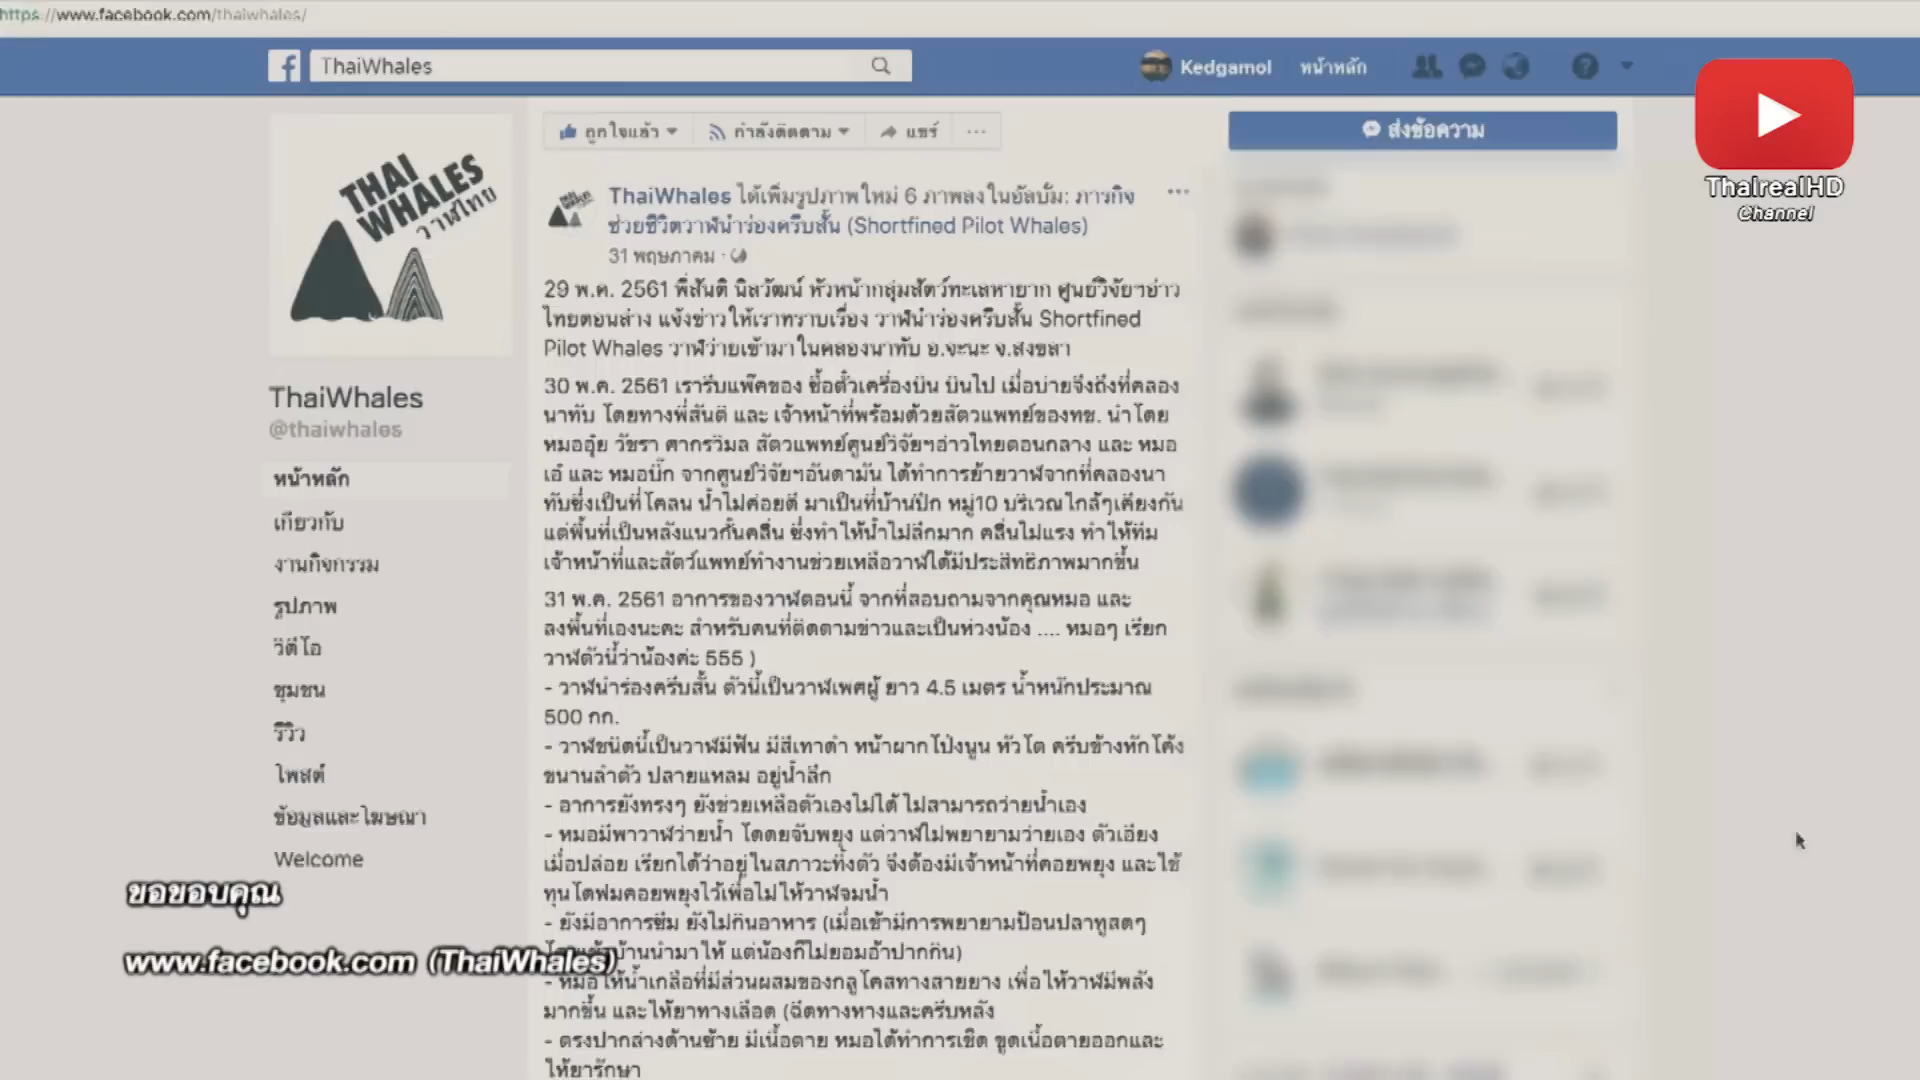 https://www.facebook.com/thaiwhales/
ThaiWhales
Kedgamol
หน้าหลัก
ThairealHD
Channel
THAI
WHALES
วาฬไทย
ถูกใจแล้ว
กำลังติดตาม
แชร์
ส่งข้อความ
ThaiWhales ได้เพิ่มรูปภาพใหม่ 6 ภาพลงในอัลบั้ม: ภารกิจ
ช่วยชีวิตวาฬนำร่องครีบสั้น (Shortfined Pilot Whales)
31 พฤษภาคม
29 พ.ค. 2561 พี่สันติ นิลวัฒน์ หัวหน้ากลุ่มสัตว์ทะเลหายาก ศูนย์วิจัยฯอ่าว
ไทยตอนล่าง แจ้งข่าวให้เราทราบเรื่อง วาฬนำร่องครีบสั้น Shortfined
Pilot Whales วาฬว่ายเข้ามาในคลองนาทับ อ.จะนะ จ.สงขลา
30 พ.ค. 2561 เรารีบแพ๊คของ ซื้อตั๋วเครื่องบิน บินไป เมื่อบ่ายจึงถึงที่คลอง
นาทับ โดยทางพี่สันติ และ เจ้าหน้าที่พร้อมด้วยสัตวแพทย์ของทช. นำโดย
หมออุ๋ย วัชรา ศากรวิมล สัตวแพทย์ศูนย์วิจัยฯอ่าวไทยตอนกลาง และ หมอ
เอ๋ และ หมอบิ๊ก จากศูนย์วิจัยฯอันดามัน ได้ทำการย้ายวาฬจากที่คลองนา
ทับซึ่งเป็นที่โคลน น้ำไม่ค่อยดี มาเป็นที่บ้านปึก หมู่10 บริเวณใกล้ๆเคียงกัน
แต่พื้นที่เป็นหลังแนวกั้นคลื่น ซึ่งทำให้น้ำไม่ลึกมาก คลื่นไม่แรง ทำให้ทีม
เจ้าหน้าที่และสัตว์แพทย์ทำงานช่วยเหลือวาฬได้มีประสิทธิภาพมากขึ้น
31 พ.ค. 2561 อาการของวาฬตอนนี้ จากที่สอบถามจากคุณหมอ และ
ลงพื้นที่เองนะคะ สำหรับคนที่ติดตามข่าวและเป็นห่วงน้อง .... หมอๆ เรียก
วาฬตัวนี้ว่าน้องค่ะ 555 )
- วาฬนำร่องครีบสั้น ตัวนี้เป็นวาฬเพศผู้ ยาว 4.5 เมตร น้ำหนักประมาณ
500 กก.
- วาฬชนิดนี้เป็นวาฬมีฟัน มีสีเทาดำ หน้าผากโป่งนูน หัวโต ครีบข้างหักโค้ง
ขนานลำตัว ปลายแหลม อยู่น้ำลึก
- อาการยังทรงๆ ยังช่วยเหลือตัวเองไม่ได้ ไม่สามารถว่ายน้ำเอง
- หมอมีพาวาฬว่ายน้ำ โดดยจับพยุง แต่วาฬไม่พยายามว่ายเอง ตัวเอียง
เมื่อปล่อย เรียกได้ว่าอยู่ในสภาวะทิ้งตัว จึงต้องมีเจ้าหน้าที่คอยพยุง และใช้
ทุนโตฟมคอยพยุงไว้เพื่อไม่ให้วาฬจมน้ำ
- ยังมีอาการซึม ยังไม่กินอาหาร (เมื่อเช้ามีการพยายามป้อนปลาทูสดๆ
บ้านนำมาให้ แต่น้องก็ไม่ยอมอ้าปากกิน)
- หมอให้น้ำเกลือที่มีส่วนผสมของกลูโคสทางสายยาง เพื่อให้วาฬมีพลัง
มากขึ้น และให้ยาทางเลือด (ฉีดทางหางและครีบหลัง
- ตรงปากล่างด้านซ้าย มีเนื้อตาย หมอได้ทำการเช็ด ขูดเนื้อตายออกและ
ให้ยารักษา
ThaiWhales
@thaiwhales
หน้าหลัก
เกี่ยวกับ
งานกิจกรรม
รูปภาพ
วิดีโอ
ชุมชน
รีวิว
โพสต์
ข้อมูลและโฆษณา
Welcome
ขอขอบคุณ
www.facebook.com (ThaiWhales)